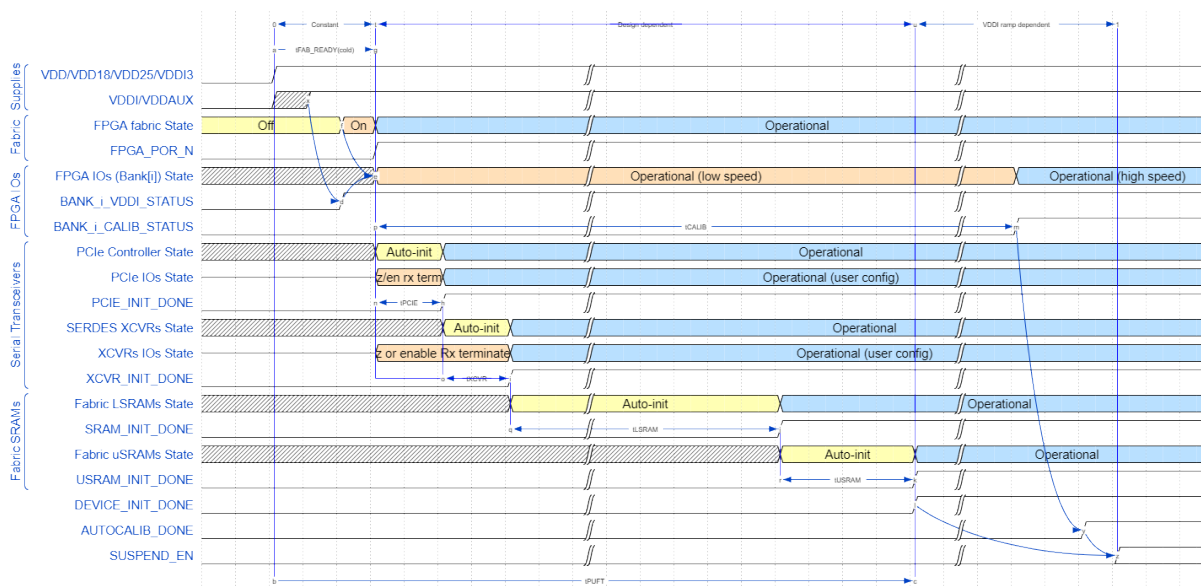 0 Constant t Design dependent u VDDI ramp dependent 1
a tFAB_READY(cold) g
Supplies
VDD/VDD18/VDD25/VDDI3
VDDI/VDDAUX
Fabric
FPGA fabric State Off On Operational
FPGA_POR_N
FPGA IOs
FPGA IOs (Bank[i]) State Operational (low speed) Operational (high speed)
BANK_i_VDDI_STATUS d
BANK_i_CALIB_STATUS p tCALIB m
Serial Transceivers
PCIe Controller State Auto-init Operational
PCIe IOs State z/en rx term Operational (user config)
PCIE_INIT_DONE n tPCIE h
SERDES XCVRs State Auto-init Operational
XCVRs IOs State z or enable Rx terminate Operational (user config)
XCVR_INIT_DONE o tXCVR
Fabric SRAMs
Fabric LSRAMs State Auto-init Operational
SRAM_INIT_DONE q tLSRAM
Fabric uSRAMs State Auto-init Operational
USRAM_INIT_DONE r tUSRAM k
DEVICE_INIT_DONE
AUTOCALIB_DONE
SUSPEND_EN
b tPUFT c